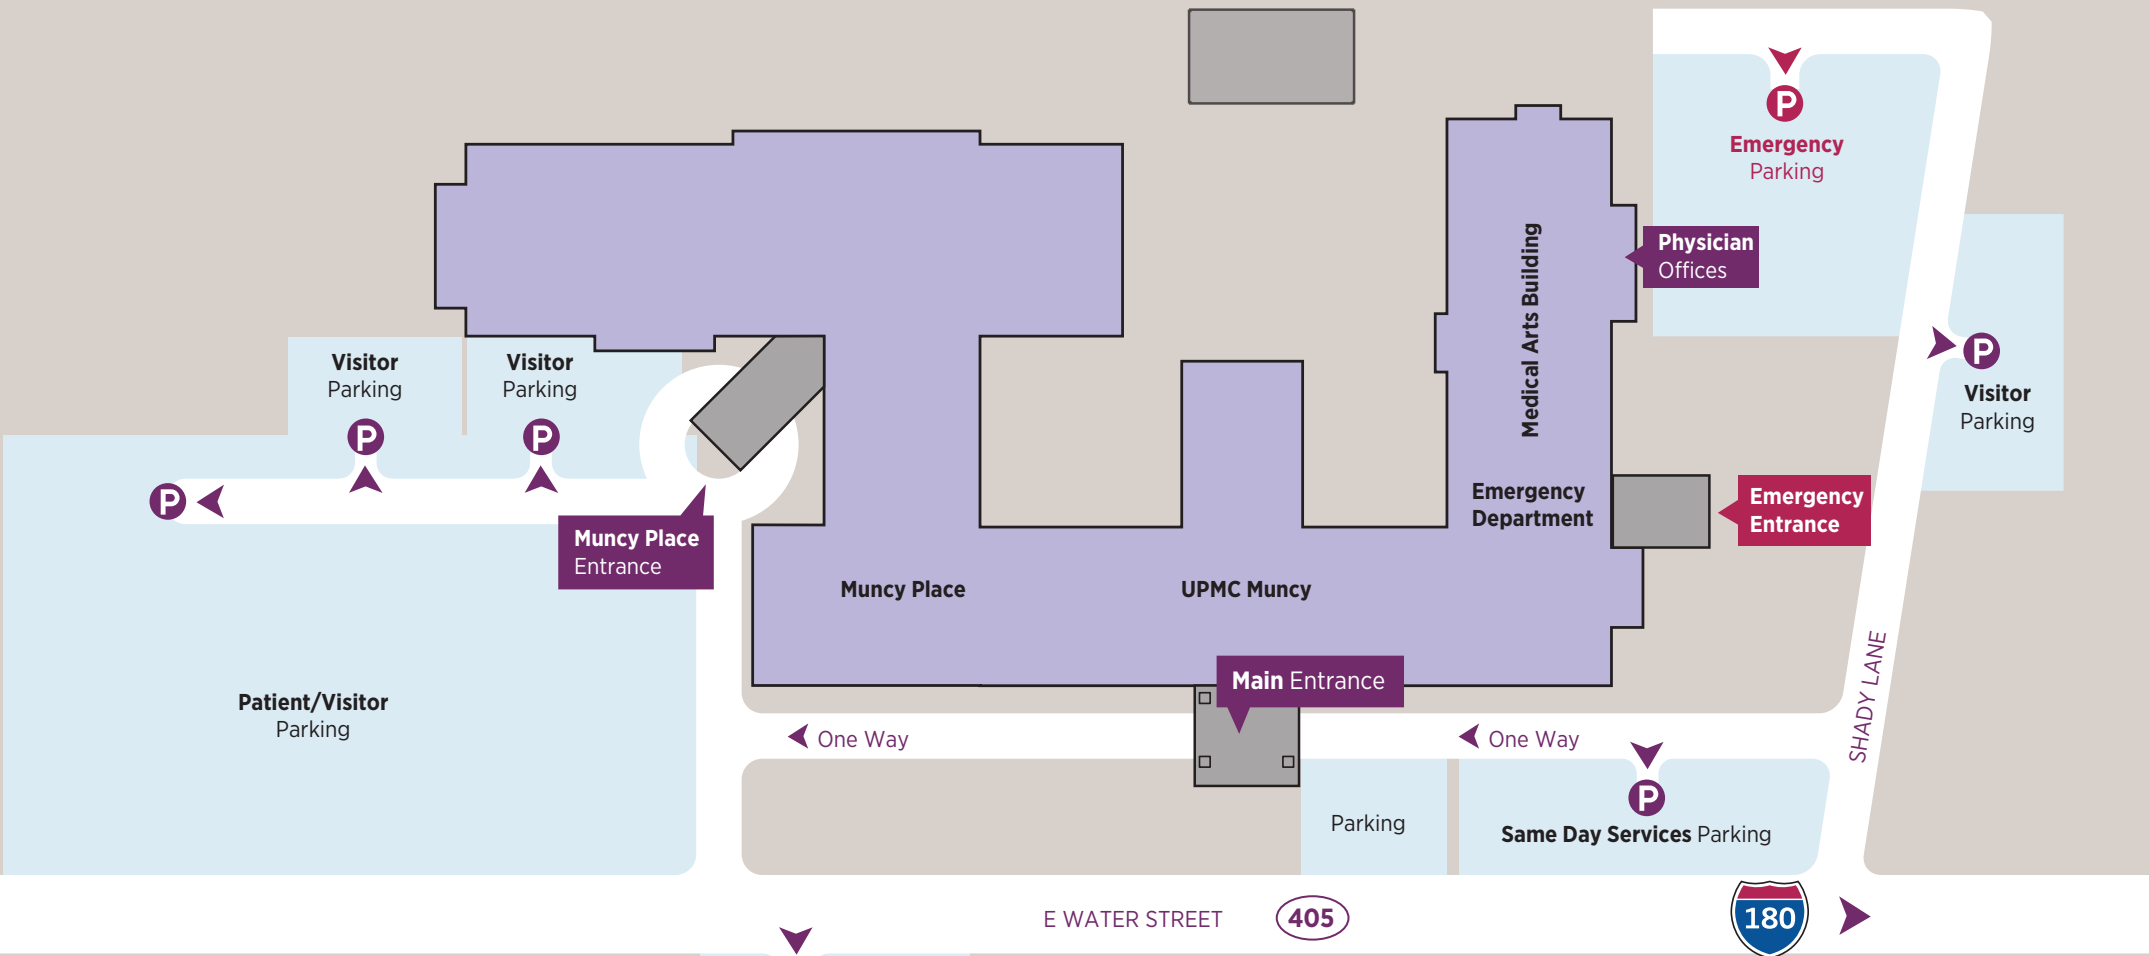 P
Emergency
Parking
Medical Arts Building
Physician
Offices
Visitor
Parking
P
Visitor
Parking
P
P
Visitor
Parking
P
Emergency
Department
Emergency
Entrance
Muncy Place
Entrance
Muncy Place
UPMC Muncy
SHADY LANE
Main Entrance
Patient/Visitor
Parking
One Way
One Way
P
Parking
Same Day Services Parking
E WATER STREET
405
180